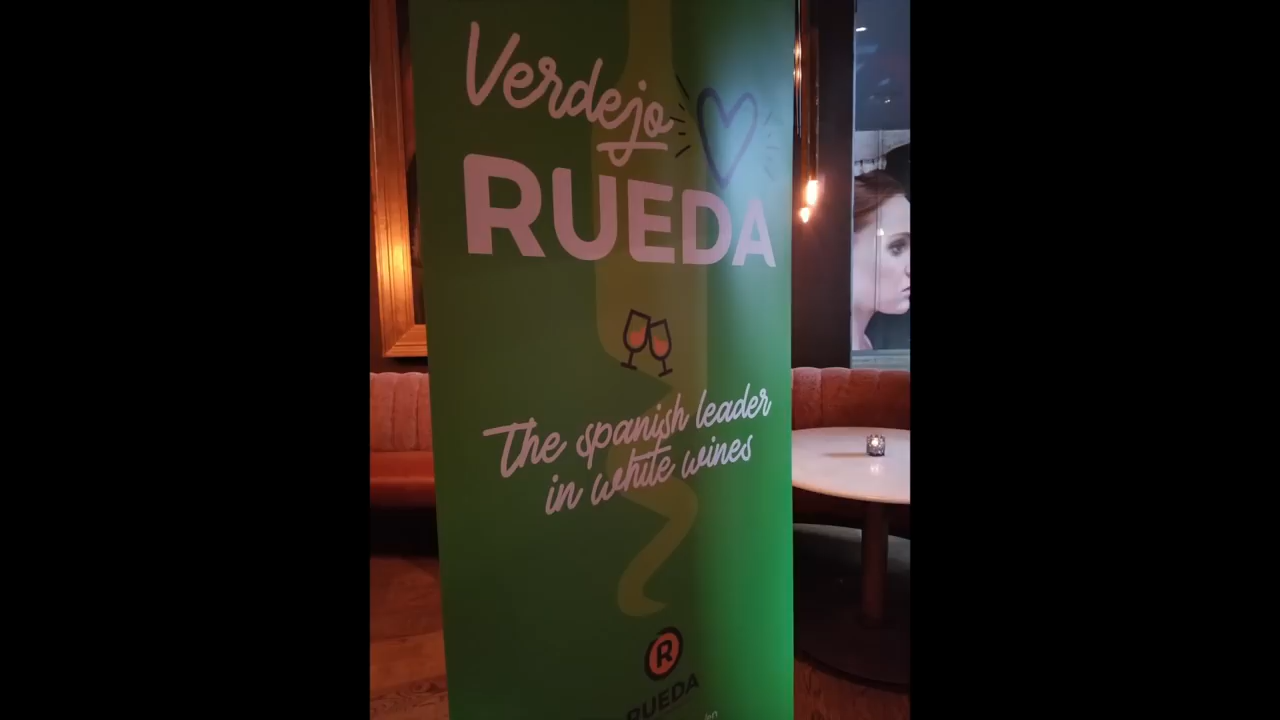 Verdejo
RUEDA
The spanish leader
in white wines
R
RUEDA